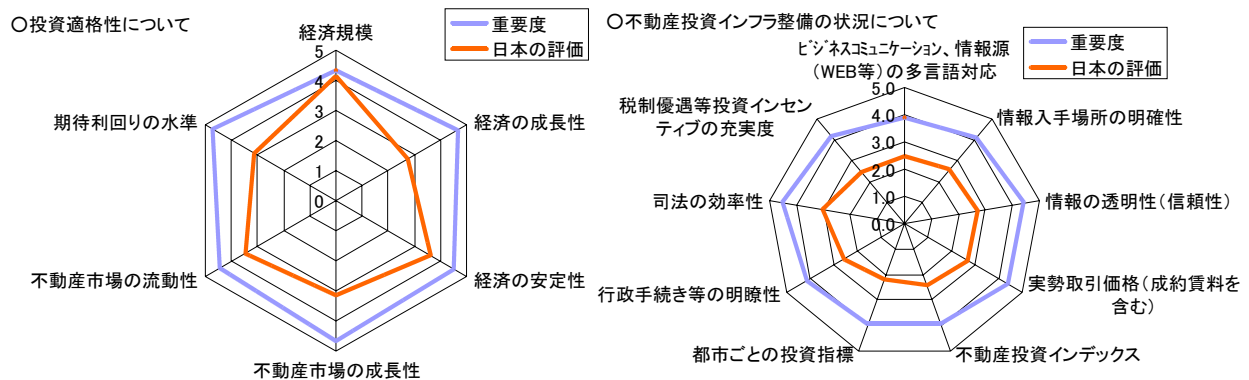 〇投資適格性について
重要度
日本の評価
経済規模
5
4
3
2
1
0
経済の成長性
経済の安定性
不動産市場の成長性
不動産市場の流動性
期待利回りの水準
〇不動産投資インフラ整備の状況について
重要度
日本の評価
ﾋﾞｼﾞﾈｽｺﾐｭﾆｹｰｼｮﾝ、情報源
(WEB等)の多言語対応
5.0
4.0
3.0
2.0
1.0
0.0
情報入手場所の明確性
情報の透明性(信頼性)
実勢取引価格(成約賃料を
含む)
不動産投資インデックス
都市ごとの投資指標
行政手続き等の明瞭性
司法の効率性
税制優遇等投資インセン
ティブの充実度